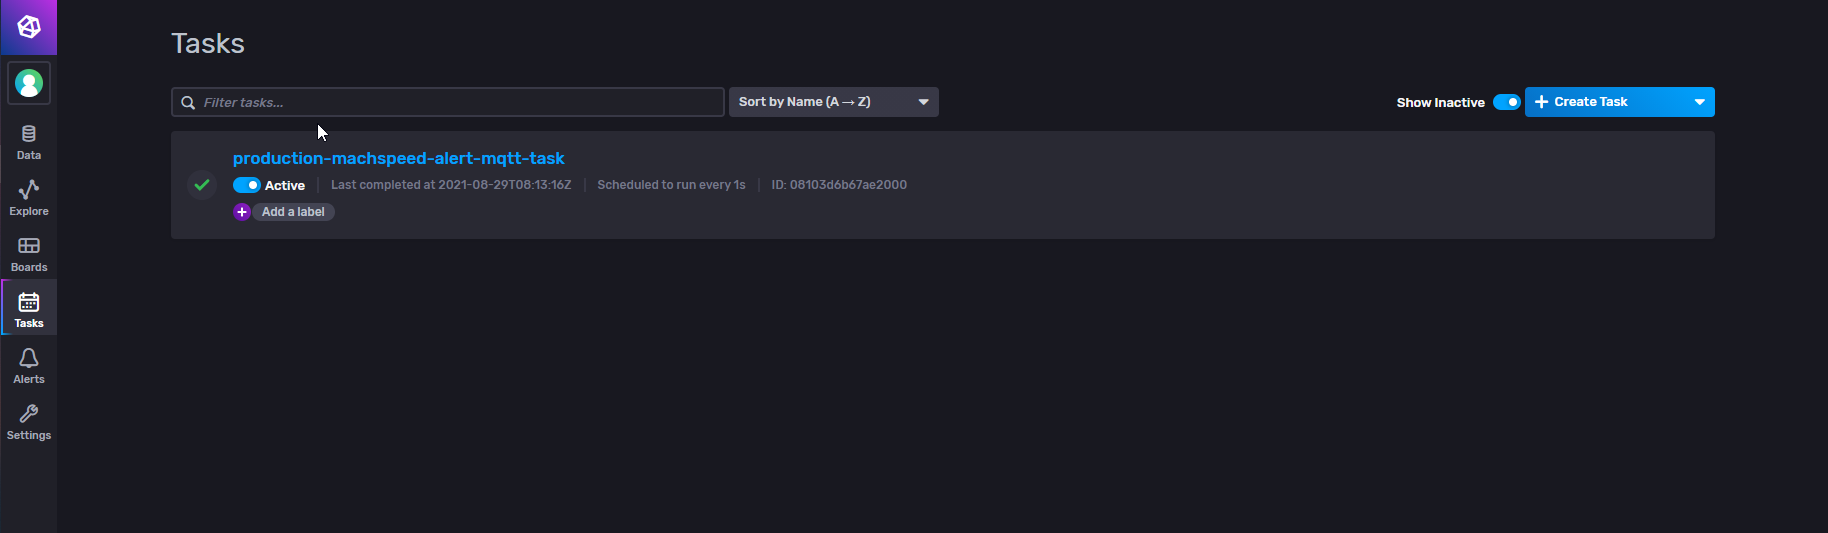 Tasks
Filter tasks...
Sort by Name (A → Z)
Show Inactive
Create Task
production-machspeed-alert-mqtt-task
Active
Last completed at 2021-08-29T08:13:16Z
Scheduled to run every 1s
ID: 08103d6b67ae2000
Add a label
Data
Explore
Boards
Tasks
Alerts
Settings